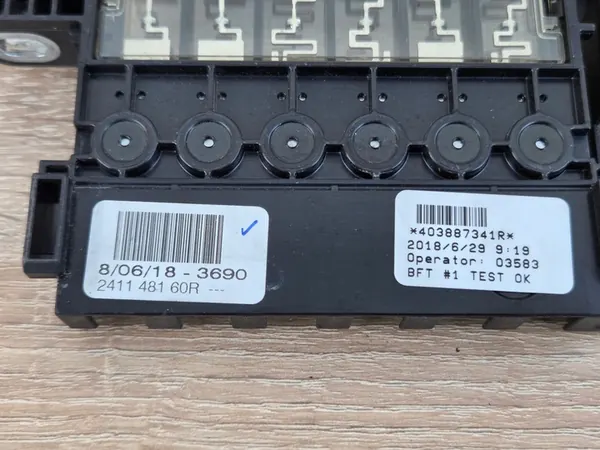 8/06/18 - 3690
2411 481 60R ---
*403887341R*
2018/6/29 9:19
Operator: 03583
BFT #1 TEST OK